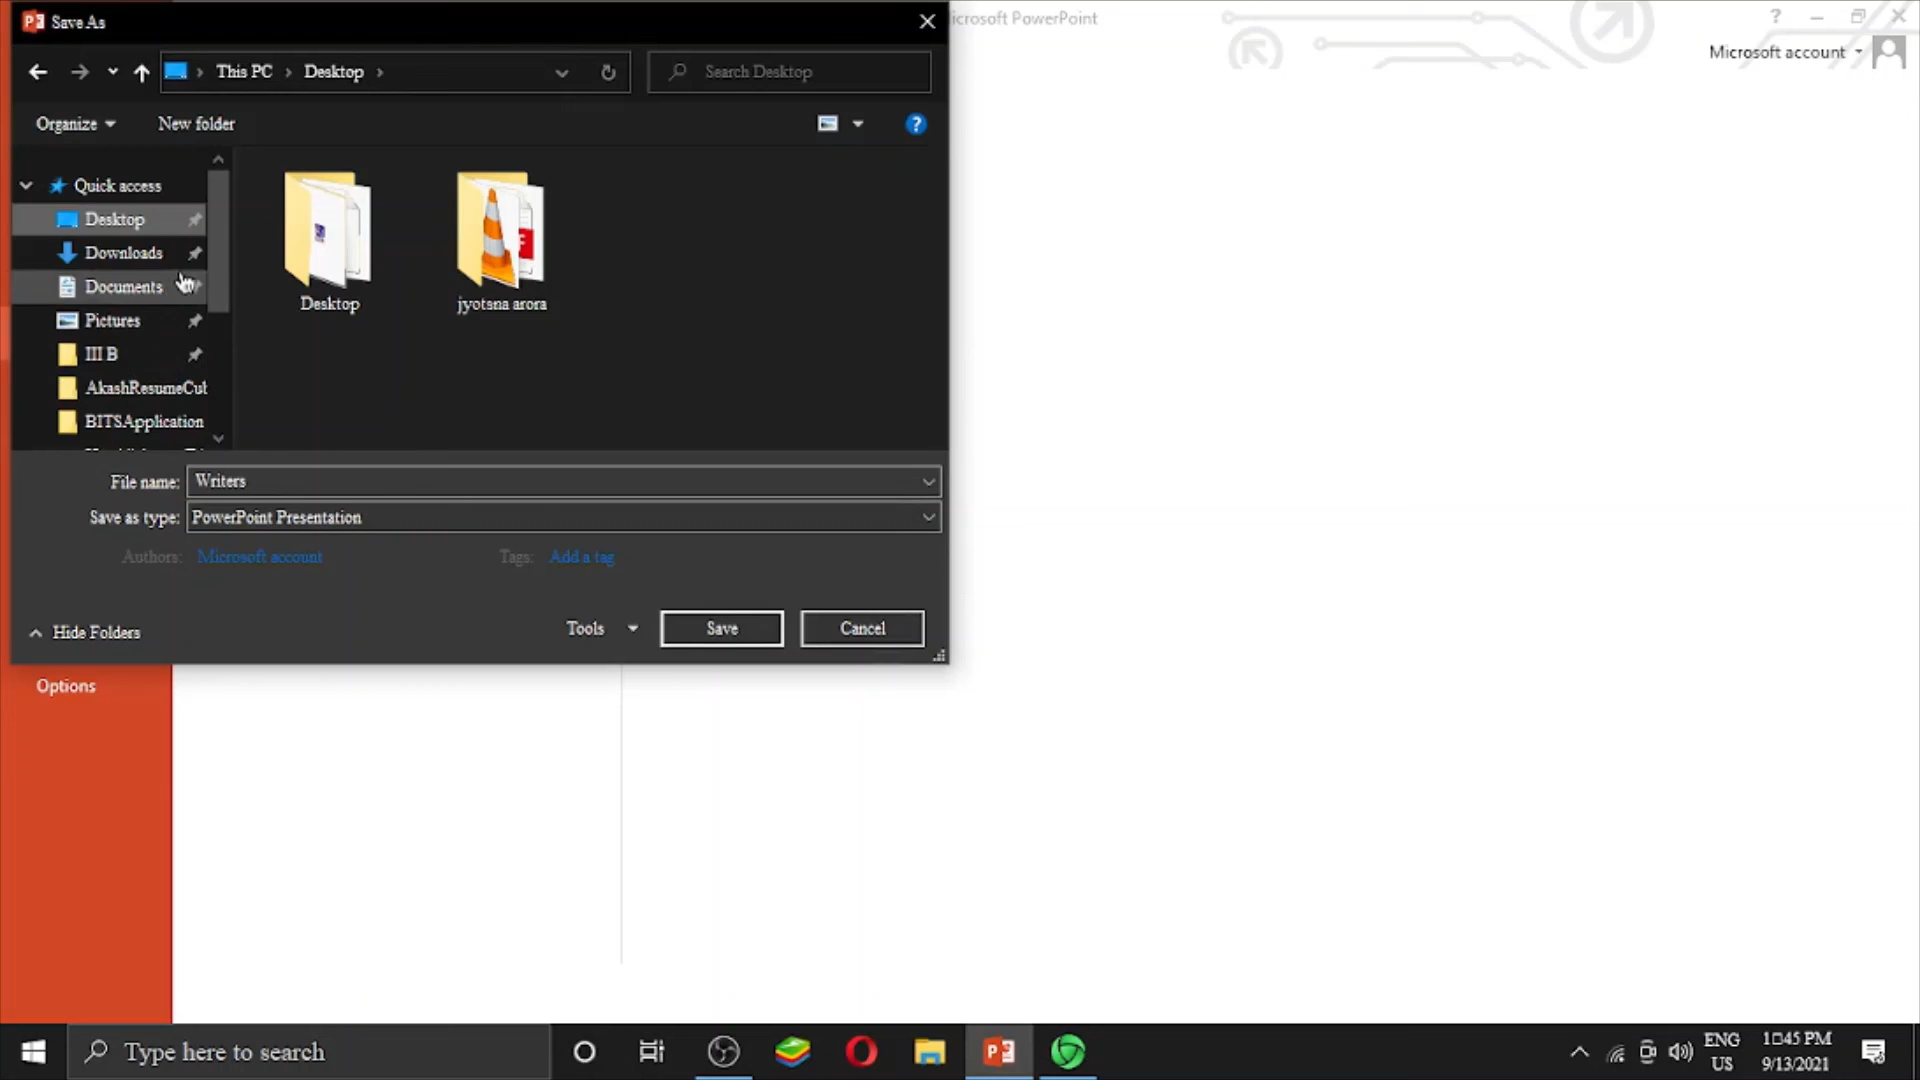 Save As
icrosoft PowerPoint
?
Microsoft account
This PC > Desktop >
Search Desktop
Organize
New folder
?
Quick access
Desktop
Downloads
Documents
Pictures
III B
AkashResumeCut
BITSApplication
Desktop
jyotsna arora
File name: Writers
Save as type: PowerPoint Presentation
Authors: Microsoft account
Tags: Add a tag
Hide Folders
Tools
Save
Cancel
Options
Type here to search
ENG
US
1:45 PM
9/13/2021